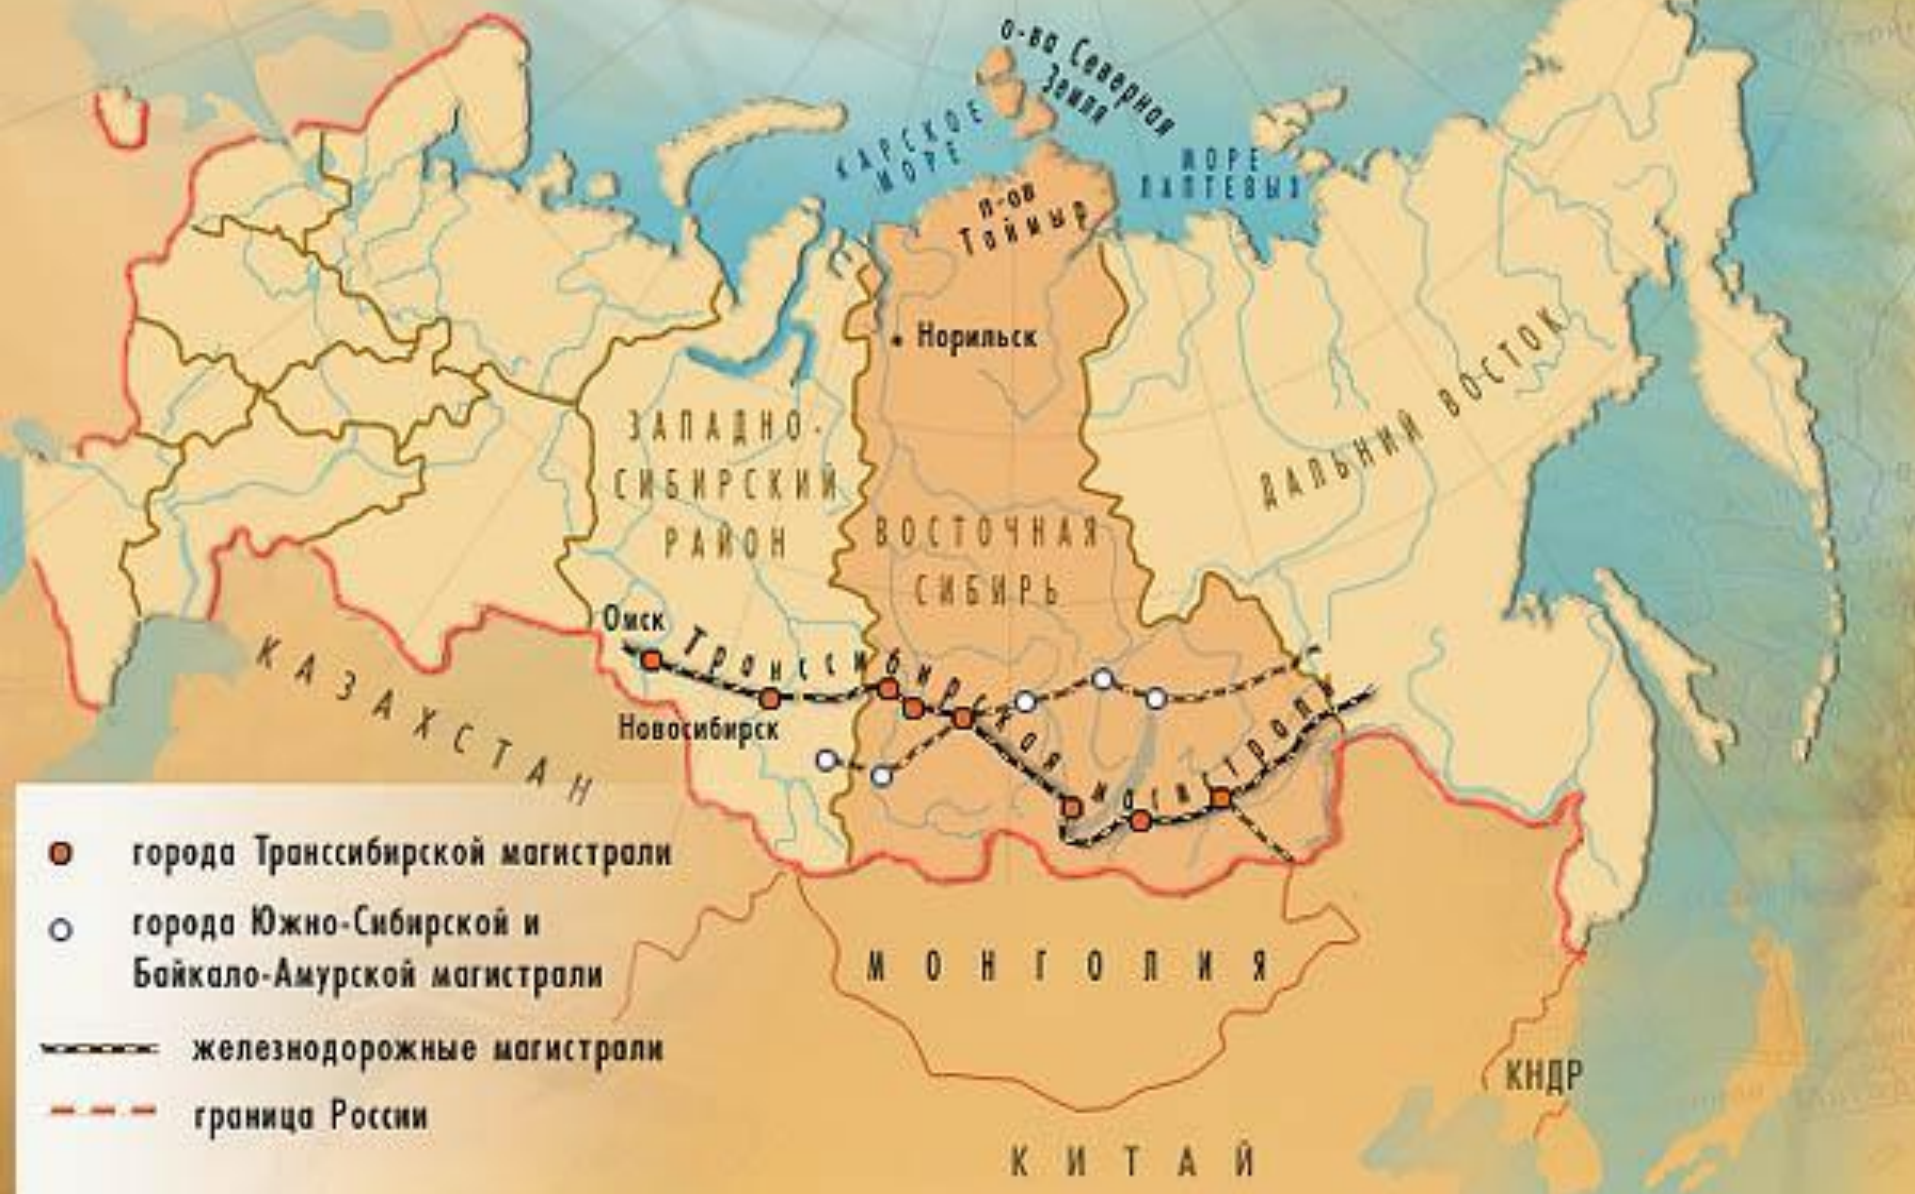 о-ва Северная
Земля
КАРСКОЕ
МОРЕ
МОРЕ
ЛАПТЕВЫХ
п-ов
Таймыр
Норильск
ЗАПАДНО-
СИБИРСКИЙ
РАЙОН
ВОСТОЧНАЯ
СИБИРЬ
ДАЛЬНИЙ ВОСТОК
Омск
Транссибирская магистраль
Новосибирск
КАЗАХСТАН
города Транссибирской магистрали
города Южно-Сибирской и
Байкало-Амурской магистрали
железнодорожные магистрали
граница России
МОНГОЛИЯ
КНДР
КИТАЙ